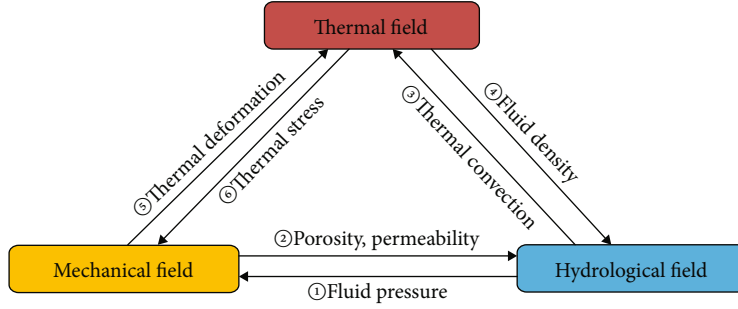 Thermal field
⑤Thermal deformation
⑥Thermal stress
③Thermal convection
④Fluid density
②Porosity, permeability
Mechanical field
Hydrological field
①Fluid pressure